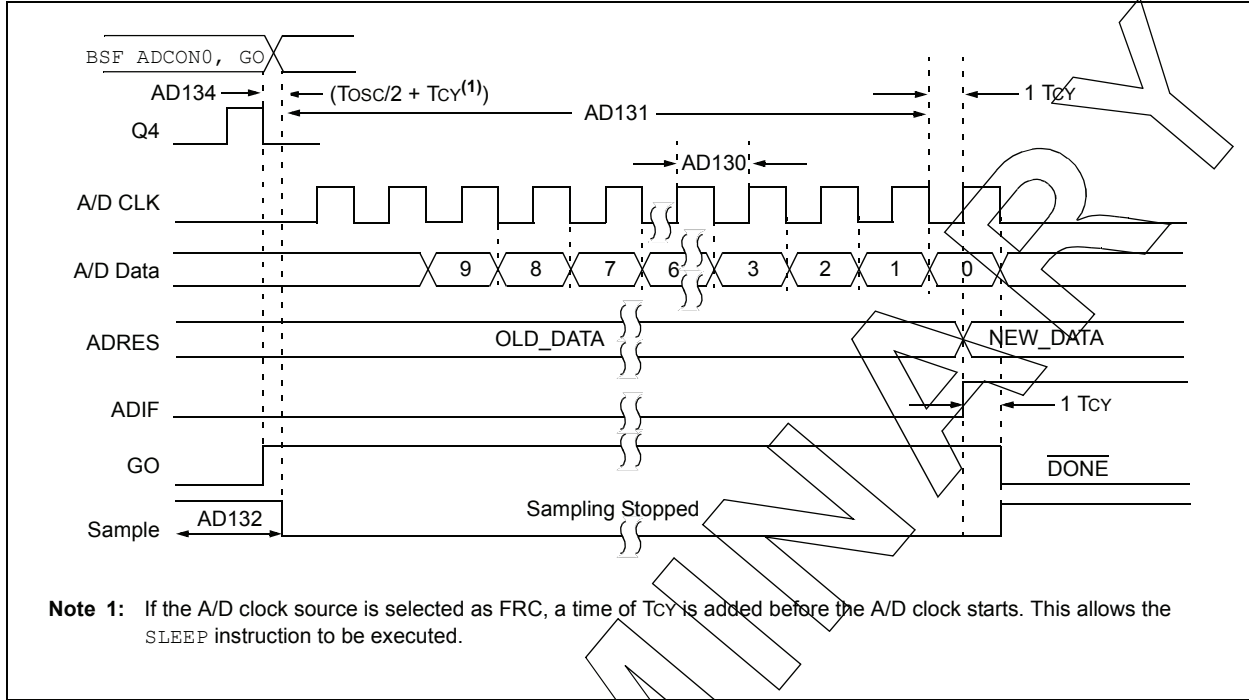 BSF ADCON0, GO
AD134
(TOSC/2 + TCY(1))
1 TCY
AD131
Q4
AD130
A/D CLK
A/D Data
9 8 7 6 3 2 1 0
ADRES
OLD_DATA
NEW_DATA
ADIF
1 TCY
GO
DONE
Sample
AD132
Sampling Stopped
Note 1: If the A/D clock source is selected as FRC, a time of TCY is added before the A/D clock starts. This allows the
SLEEP instruction to be executed.